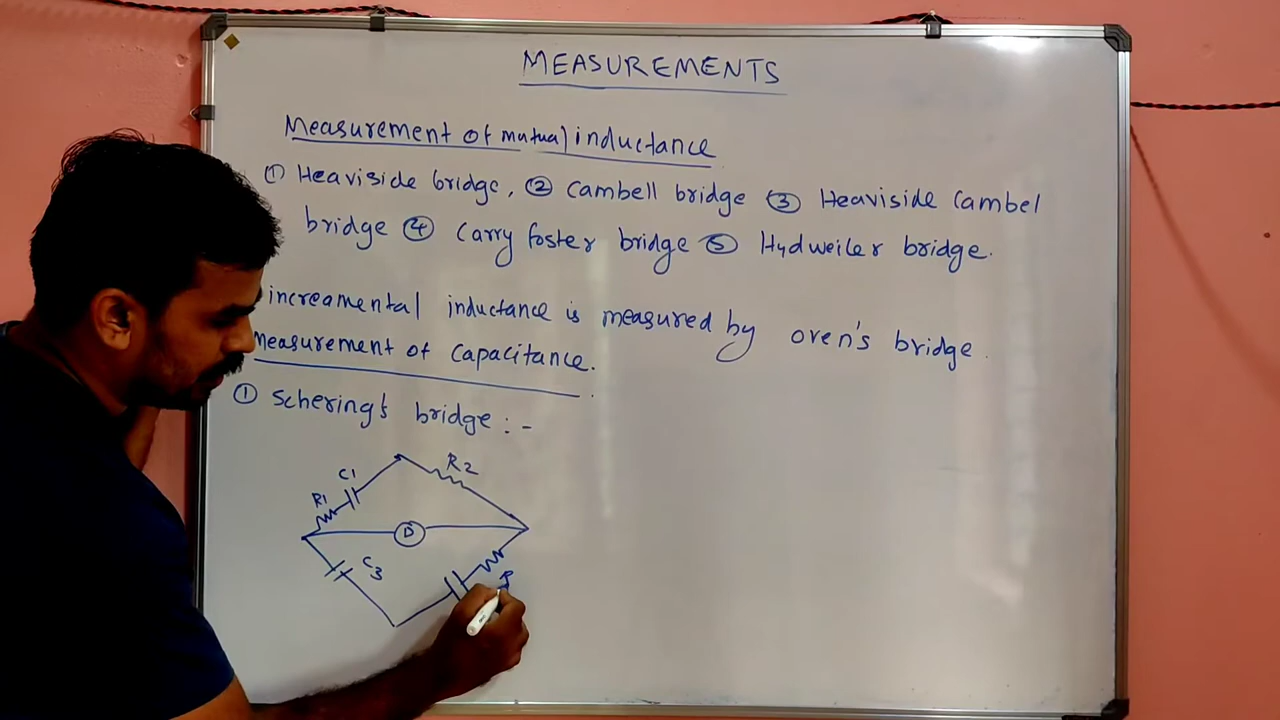 MEASUREMENTS
Measurement of mutual inductance
① Heaviside bridge, ② Cambell bridge ③ Heaviside Cambel
bridge ④ Carry foster bridge ⑤ Hydweiler bridge.
increamental inductance is measured by oven's bridge.
measurement of capacitance.
① Schering's bridge :-
R2
C1
R1
D
C3
R